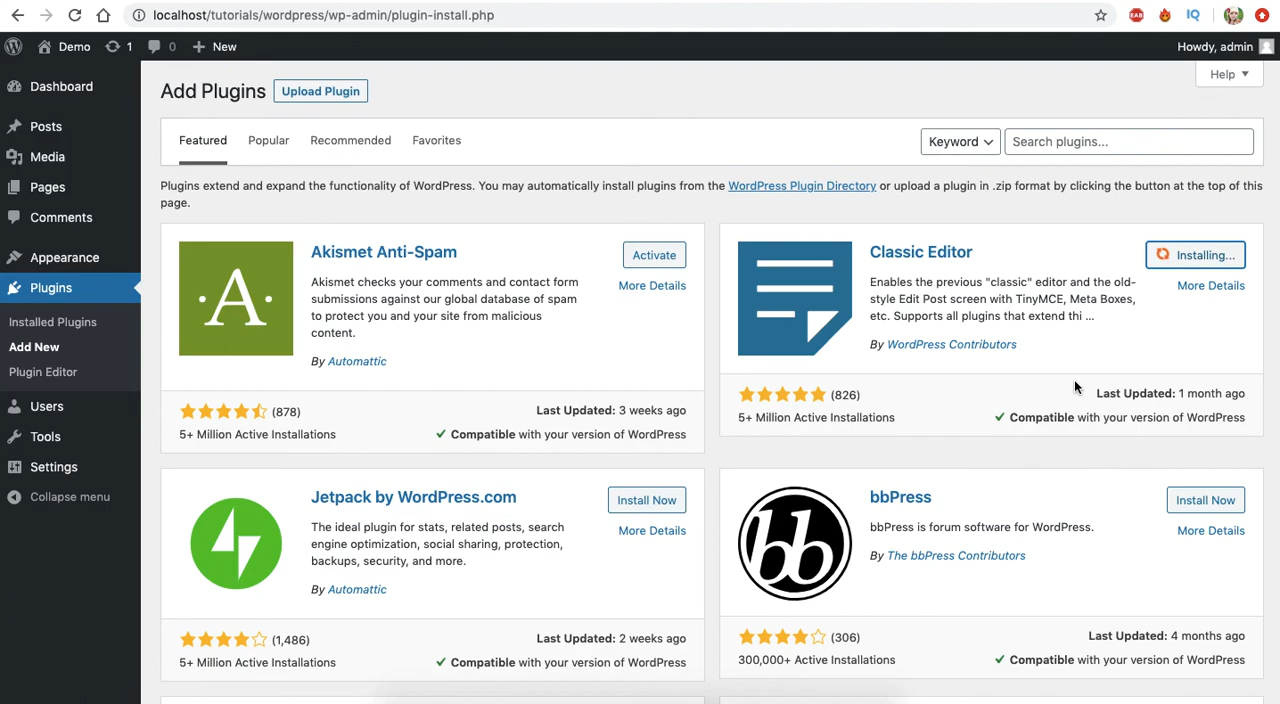 localhost/tutorials/wordpress/wp-admin/plugin-install.php
EAB
IQ
Demo
1
0
New
Howdy, admin
Dashboard
Posts
Media
Pages
Comments
Appearance
Plugins
Installed Plugins
Add New
Plugin Editor
Users
Tools
Settings
Collapse menu
Help
Add Plugins
Upload Plugin
Featured
Popular
Recommended
Favorites
Keyword
Search plugins...
Plugins extend and expand the functionality of WordPress. You may automatically install plugins from the WordPress Plugin Directory or upload a plugin in .zip format by clicking the button at the top of this
page.
A
Akismet Anti-Spam
Activate
More Details
Akismet checks your comments and contact form
submissions against our global database of spam
to protect you and your site from malicious
content.
By Automattic
(878)
5+ Million Active Installations
Last Updated: 3 weeks ago
Compatible with your version of WordPress
Classic Editor
Installing...
More Details
Enables the previous "classic" editor and the old-
style Edit Post screen with TinyMCE, Meta Boxes,
etc. Supports all plugins that extend thi ...
By WordPress Contributors
(826)
5+ Million Active Installations
Last Updated: 1 month ago
Compatible with your version of WordPress
Jetpack by WordPress.com
Install Now
More Details
The ideal plugin for stats, related posts, search
engine optimization, social sharing, protection,
backups, security, and more.
By Automattic
(1,486)
5+ Million Active Installations
Last Updated: 2 weeks ago
Compatible with your version of WordPress
bb
bbPress
Install Now
More Details
bbPress is forum software for WordPress.
By The bbPress Contributors
(306)
300,000+ Active Installations
Last Updated: 4 months ago
Compatible with your version of WordPress